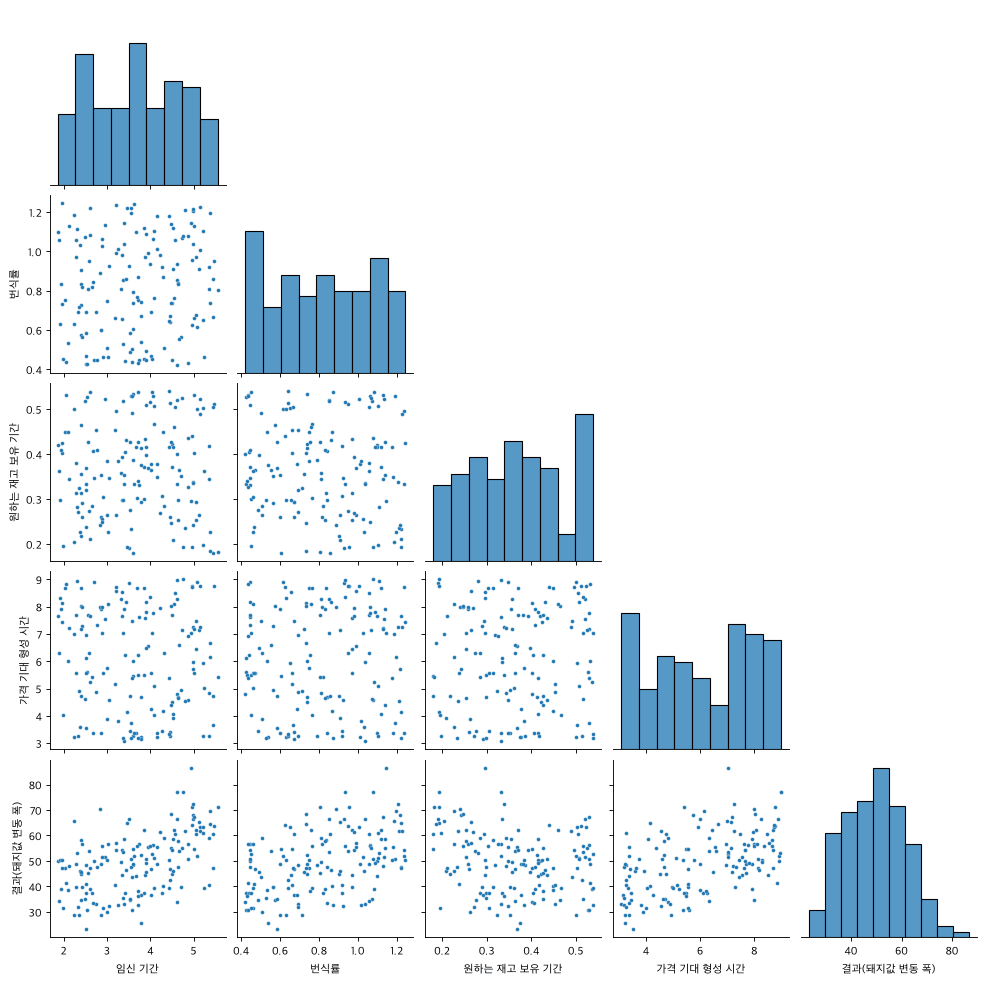 1.2
1.0
0.8
0.6
0.4
번식률
0.5
0.4
0.3
0.2
원하는 재고 보유 기간
9
8
7
6
5
4
3
가격 기대 형성 시간
80
70
60
50
40
30
결과(돼지값 변동 폭)
2 3 4 5
0.4 0.6 0.8 1.0 1.2
0.2 0.3 0.4 0.5
4 6 8
40 60 80
임신 기간
번식률
원하는 재고 보유 기간
가격 기대 형성 시간
결과(돼지값 변동 폭)